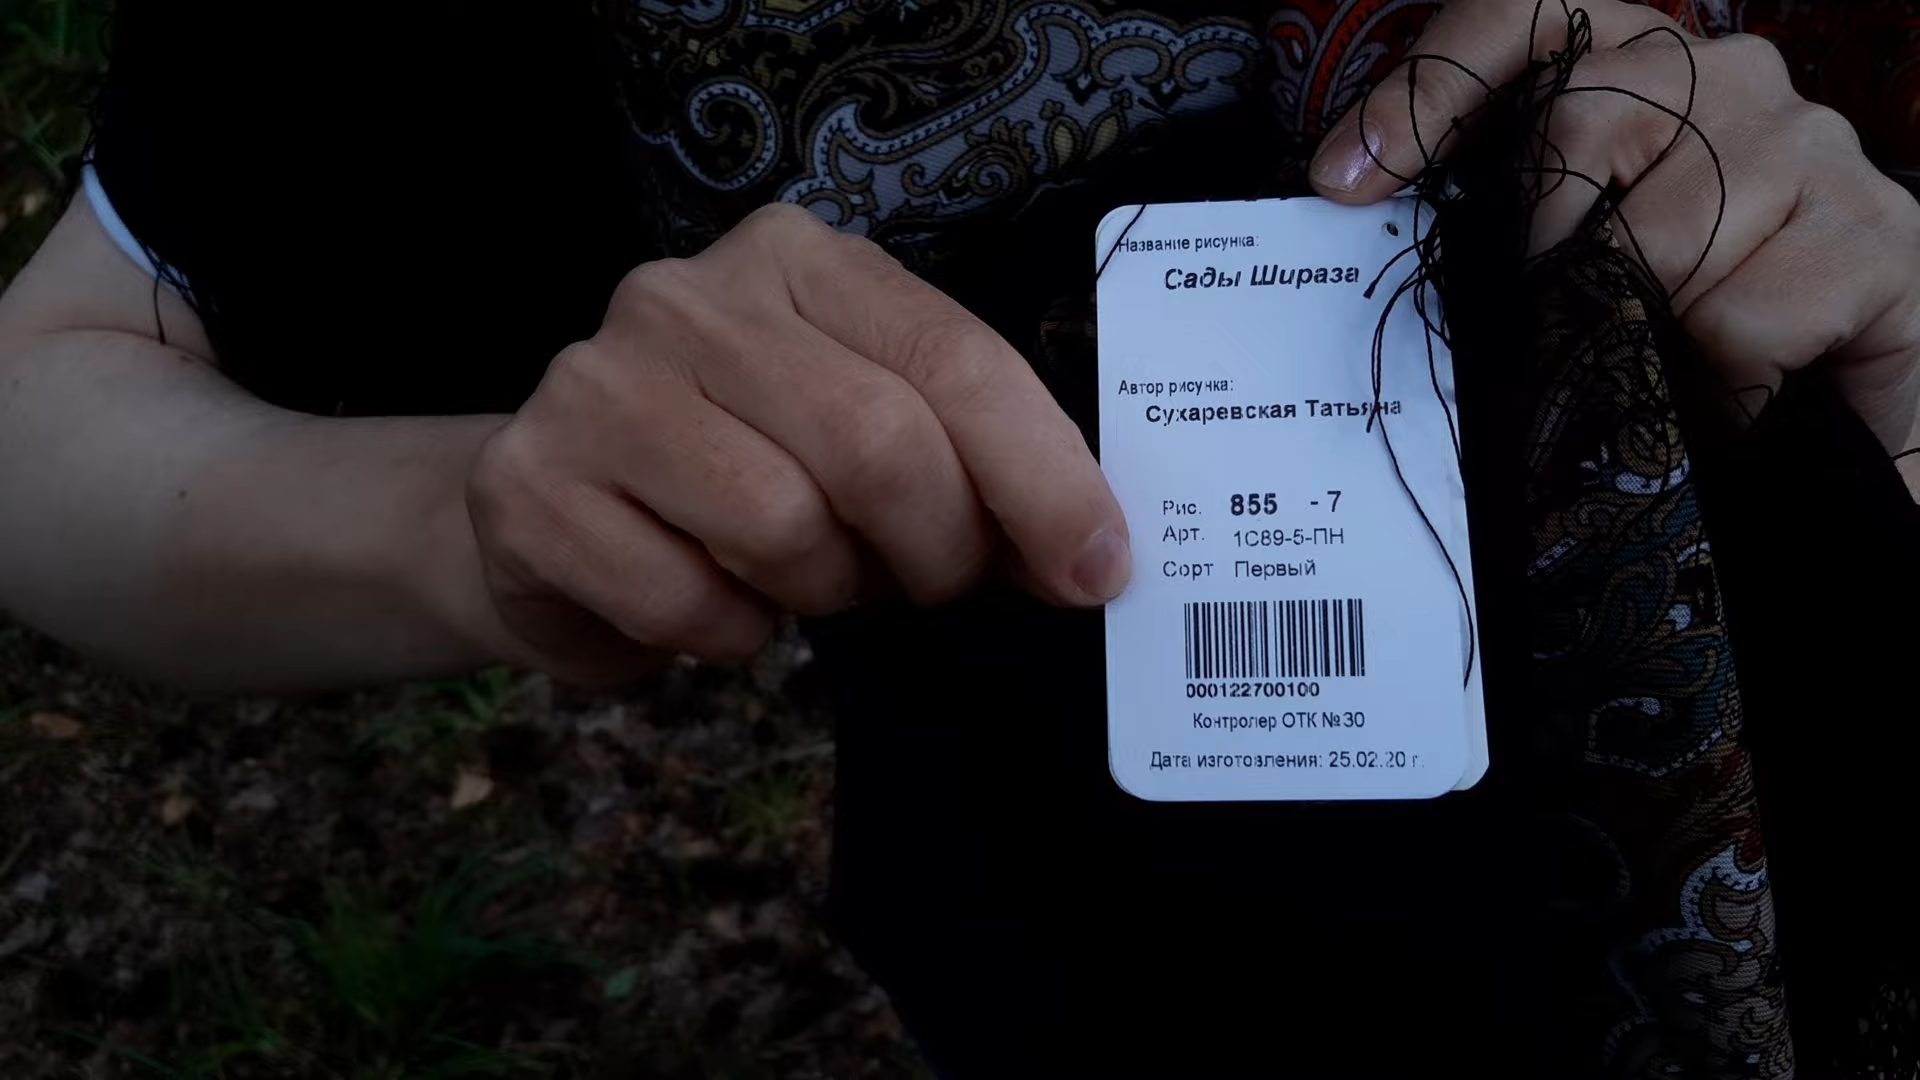 Название рисунка:
Сады Шираза
Автор рисунка:
Сухаревская Татьяна
Рис. 855 - 7
Арт. 1С89-5-ПН
Сорт Первый
000122700100
Контролер ОТК №30
Дата изготовления: 25.02.20 г.